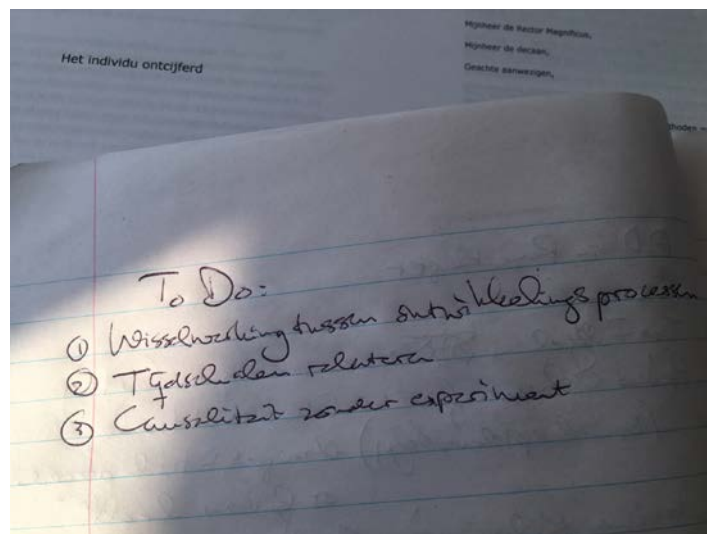 Het individu ontcijferd
Mijnheer de Rector Magnificus,
Mijnheer de decaan,
Geachte aanwezigen,
To Do:
① Wisselwerking tussen ontwikkelingsprocessen
② Tijdschalen relateren
③ Causaliteit zonder experiment